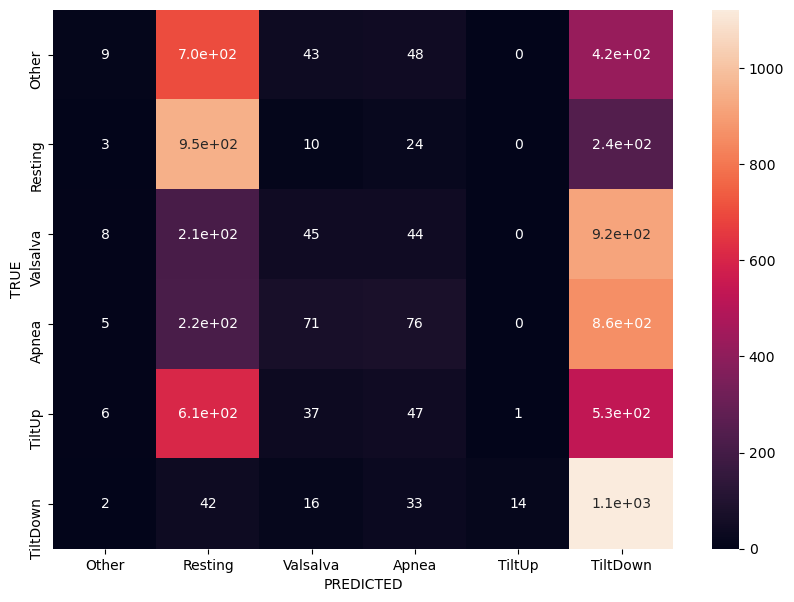 Other 9 7.0e+02 43 48 0 4.2e+02
Resting 3 9.5e+02 10 24 0 2.4e+02
Valsalva 8 2.1e+02 45 44 0 9.2e+02
Apnea 5 2.2e+02 71 76 0 8.6e+02
TiltUp 6 6.1e+02 37 47 1 5.3e+02
TiltDown 2 42 16 33 14 1.1e+03
Other Resting Valsalva Apnea TiltUp TiltDown
PREDICTED
TRUE
1000
800
600
400
200
0